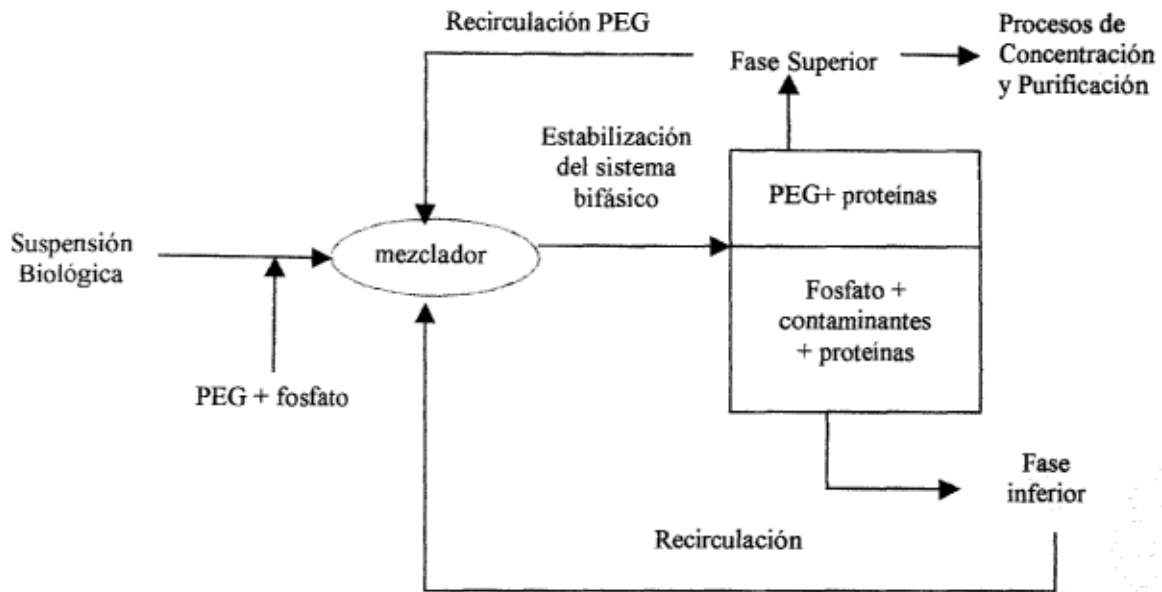 Recirculación PEG
Procesos de
Concentración
y Purificación
Fase Superior
Estabilización
del sistema
bifásico
PEG+ proteínas
Suspensión
Biológica
mezclador
Fosfato +
contaminantes
+ proteínas
PEG + fosfato
Fase
inferior
Recirculación